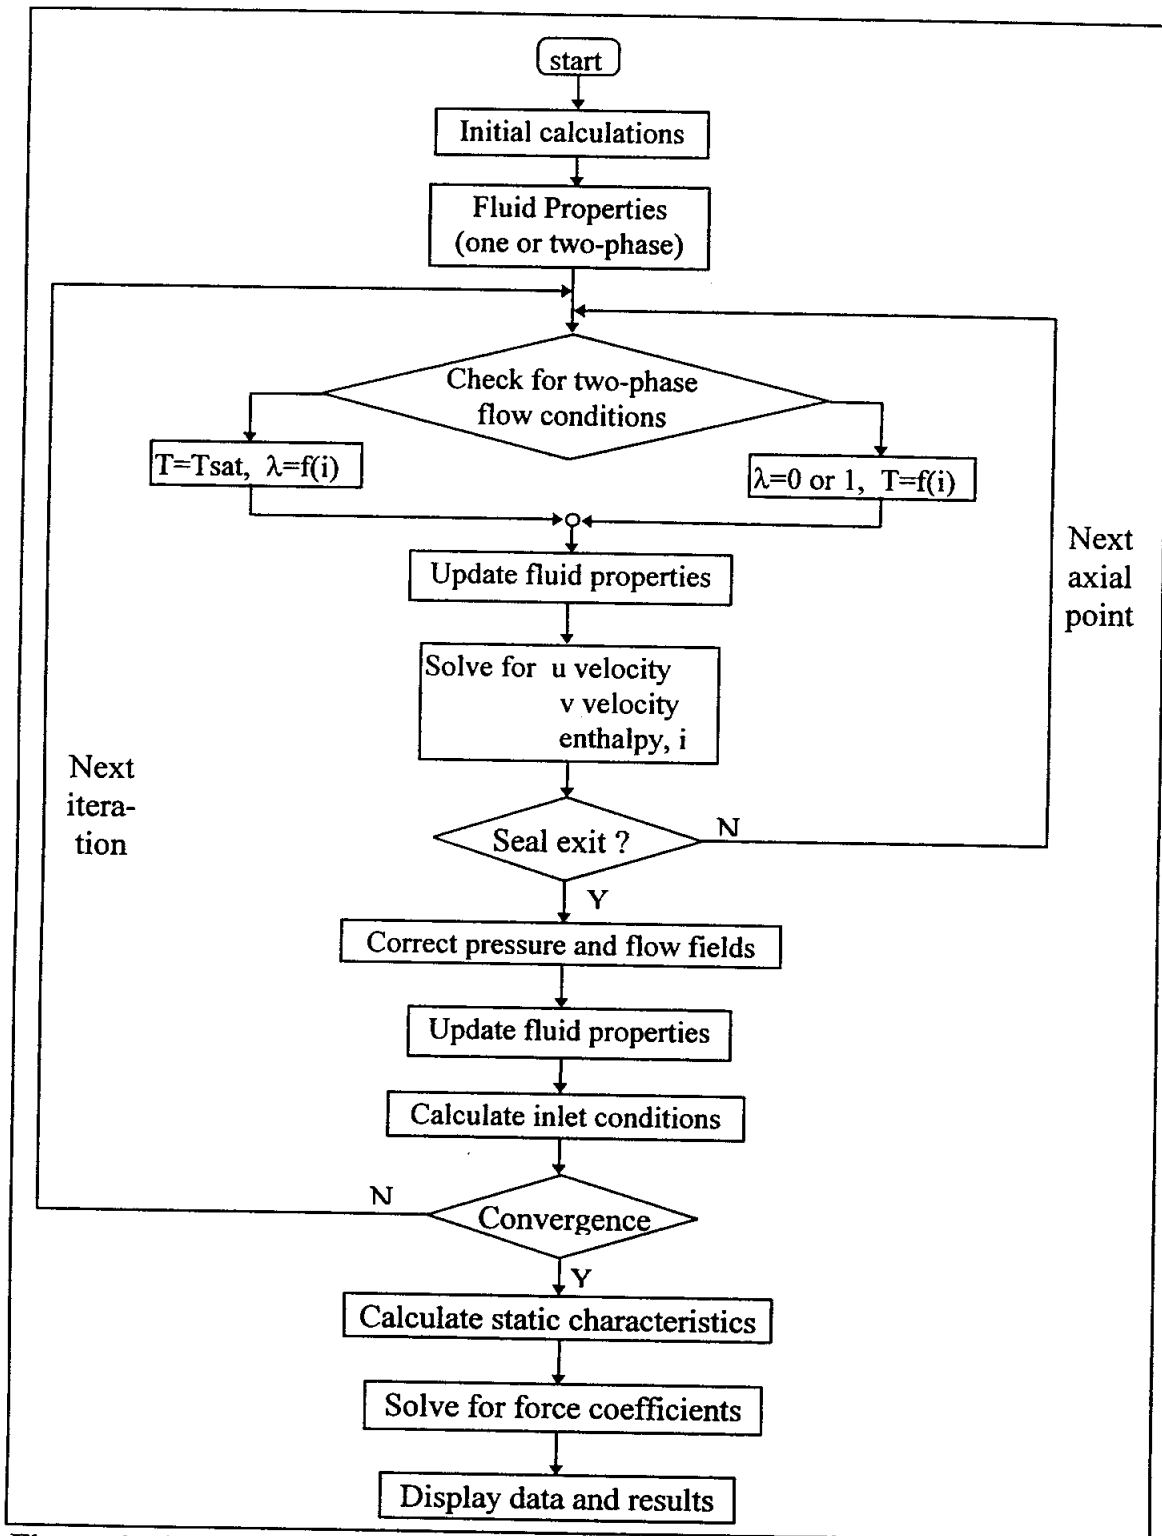 start
Initial calculations
Fluid Properties
(one or two-phase)
Check for two-phase
flow conditions
T=Tsat, λ=f(i)
λ=0 or 1, T=f(i)
Next
axial
point
Update fluid properties
Solve for u velocity
v velocity
enthalpy, i
Next
itera-
tion
Seal exit ?
N
Y
Correct pressure and flow fields
Update fluid properties
Calculate inlet conditions
N
Convergence
Y
Calculate static characteristics
Solve for force coefficients
Display data and results